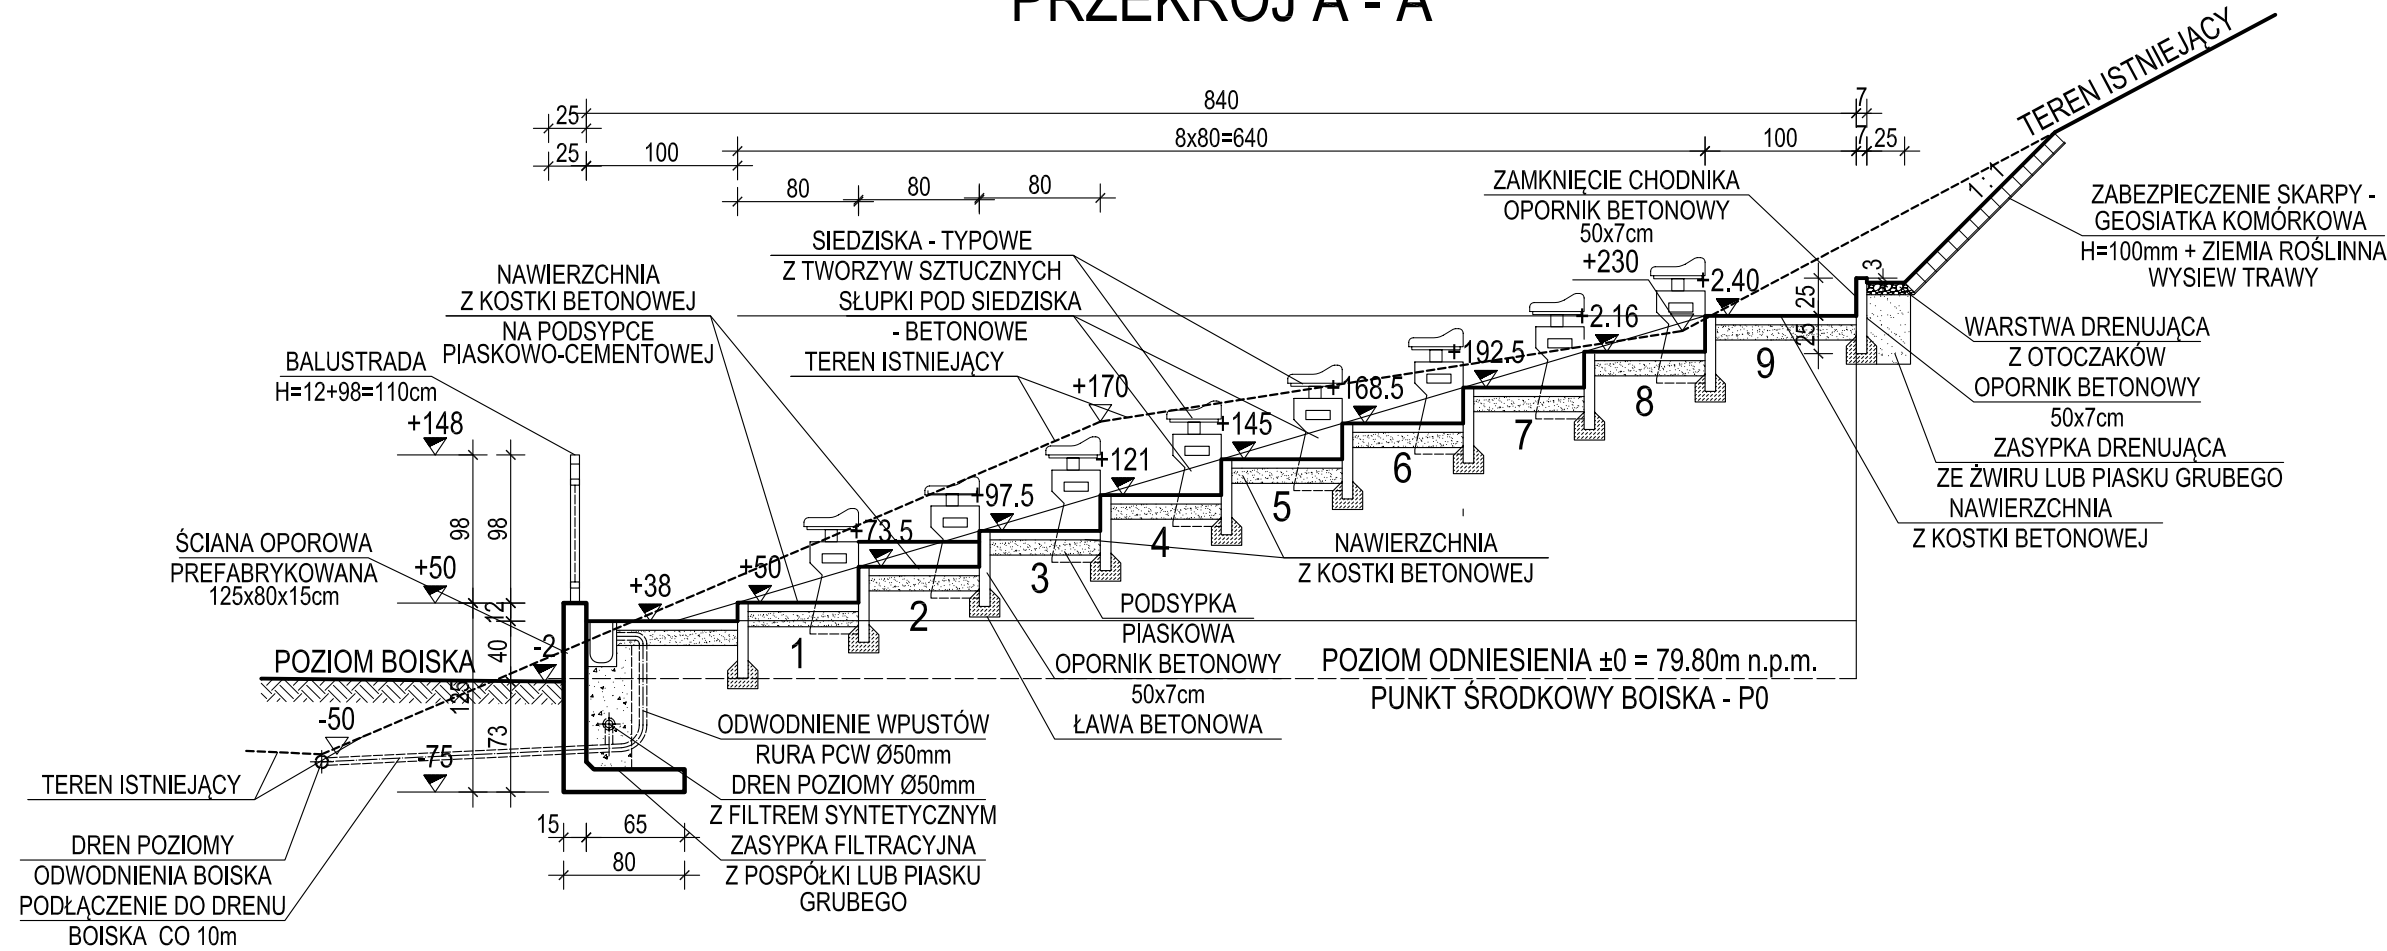 PRZEKRÓJ A - A
TEREN ISTNIEJĄCY
840
7
25
8x80=640
100
7
25
25
100
80
80
80
1:1
ZAMKNIĘCIE CHODNIKA
OPORNIK BETONOWY
50x7cm
+230
ZABEZPIECZENIE SKARPY -
GEOSIATKA KOMÓRKOWA
H=100mm + ZIEMIA ROŚLINNA
WYSIEW TRAWY
SIEDZISKA - TYPOWE
Z TWORZYW SZTUCZNYCH
SŁUPKI POD SIEDZISKA
- BETONOWE
TEREN ISTNIEJĄCY
NAWIERZCHNIA
Z KOSTKI BETONOWEJ
NA PODSYPCE
PIASKOWO-CEMENTOWEJ
BALUSTRADA
H=12+98=110cm
+148
3
25
25
+2.40
+2.16
+192.5
+170
+168.5
+145
+121
+97.5
+73.5
+50
+38
+50
-2
WARSTWA DRENUJĄCA
Z OTOCZAKÓW
OPORNIK BETONOWY
50x7cm
ZASYPKA DRENUJĄCA
ZE ŻWIRU LUB PIASKU GRUBEGO
NAWIERZCHNIA
Z KOSTKI BETONOWEJ
9
8
7
6
5
4
3
2
1
NAWIERZCHNIA
Z KOSTKI BETONOWEJ
ŚCIANA OPOROWA
PREFABRYKOWANA
125x80x15cm
98
98
12
40
125
73
POZIOM BOISKA
PODSYPKA
PIASKOWA
OPORNIK BETONOWY
50x7cm
ŁAWA BETONOWA
POZIOM ODNIESIENIA ±0 = 79.80m n.p.m.
PUNKT ŚRODKOWY BOISKA - P0
-50
-75
TEREN ISTNIEJĄCY
ODWODNIENIE WPUSTÓW
RURA PCW Ø50mm
DREN POZIOMY Ø50mm
Z FILTREM SYNTETYCZNYM
ZASYPKA FILTRACYJNA
Z POSPÓŁKI LUB PIASKU
GRUBEGO
15
65
80
DREN POZIOMY
ODWODNIENIA BOISKA
PODŁĄCZENIE DO DRENU
BOISKA CO 10m